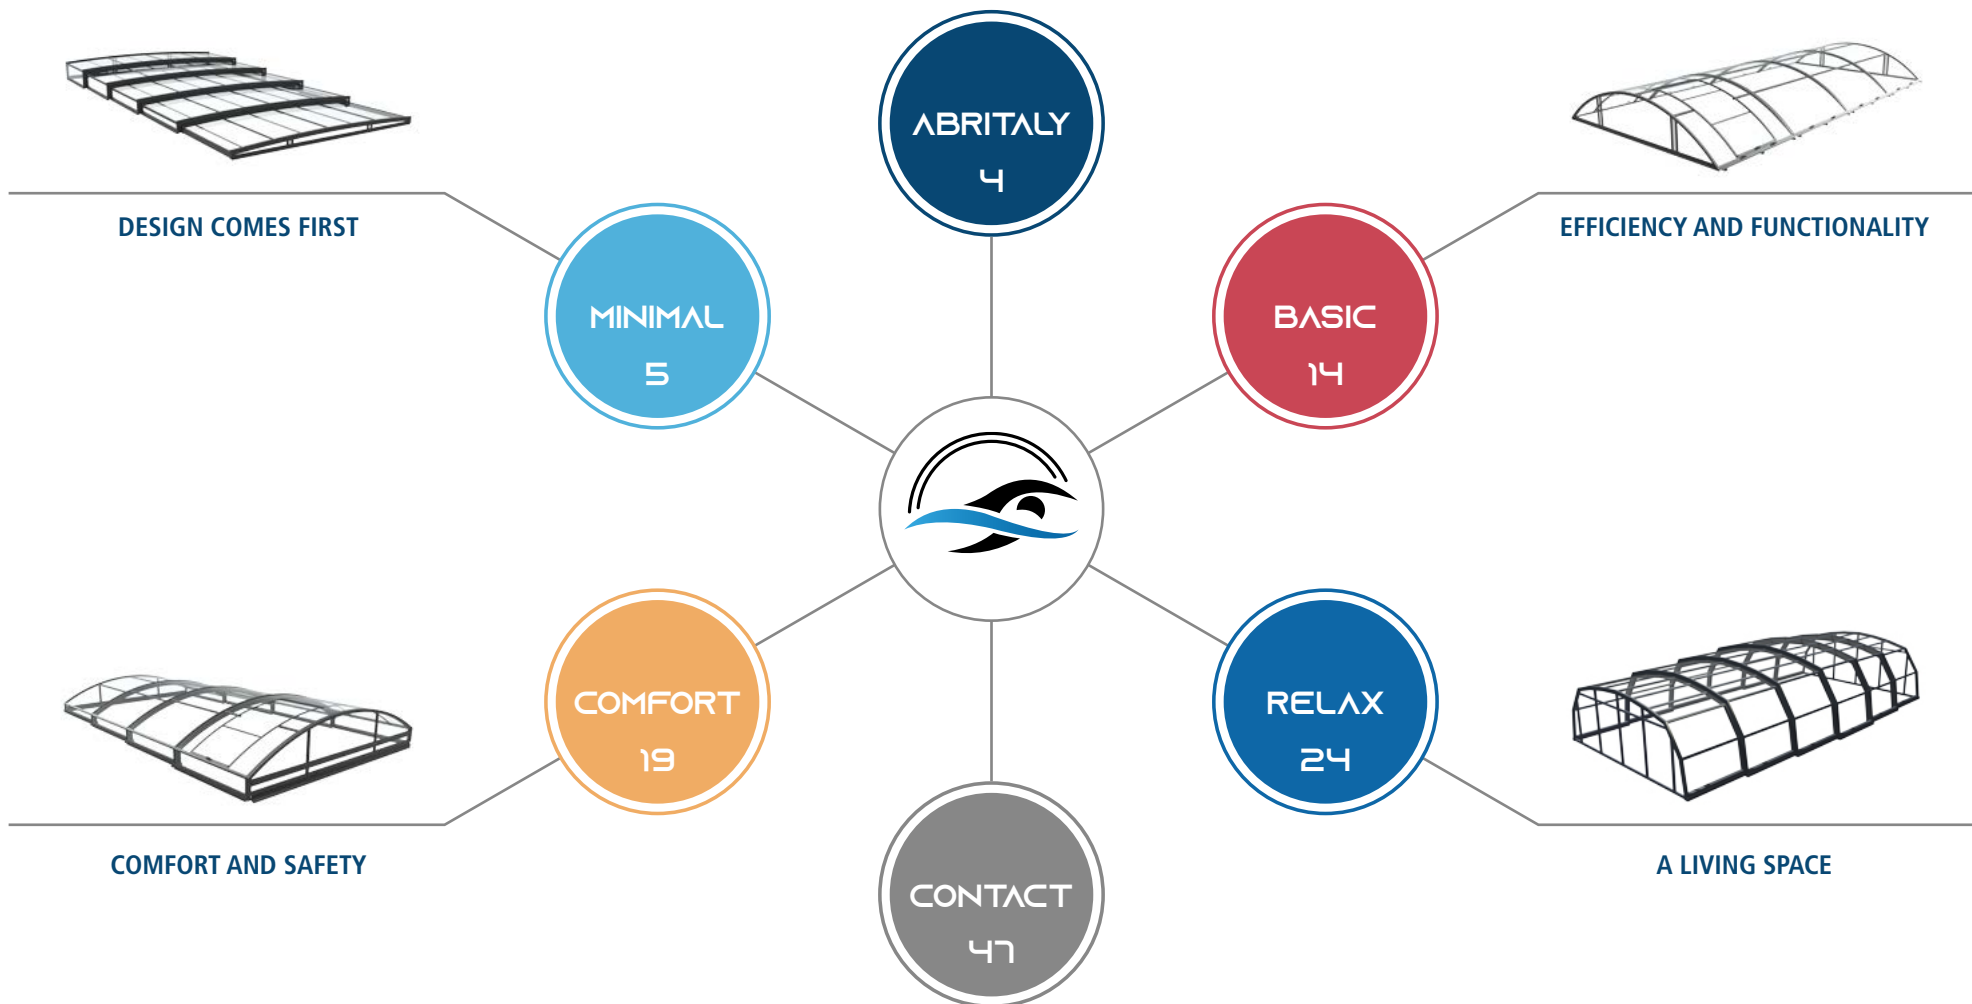 ABRITALY
4
DESIGN COMES FIRST
EFFICIENCY AND FUNCTIONALITY
MINIMAL
5
BASIC
14
COMFORT
19
RELAX
24
COMFORT AND SAFETY
A LIVING SPACE
CONTACT
47